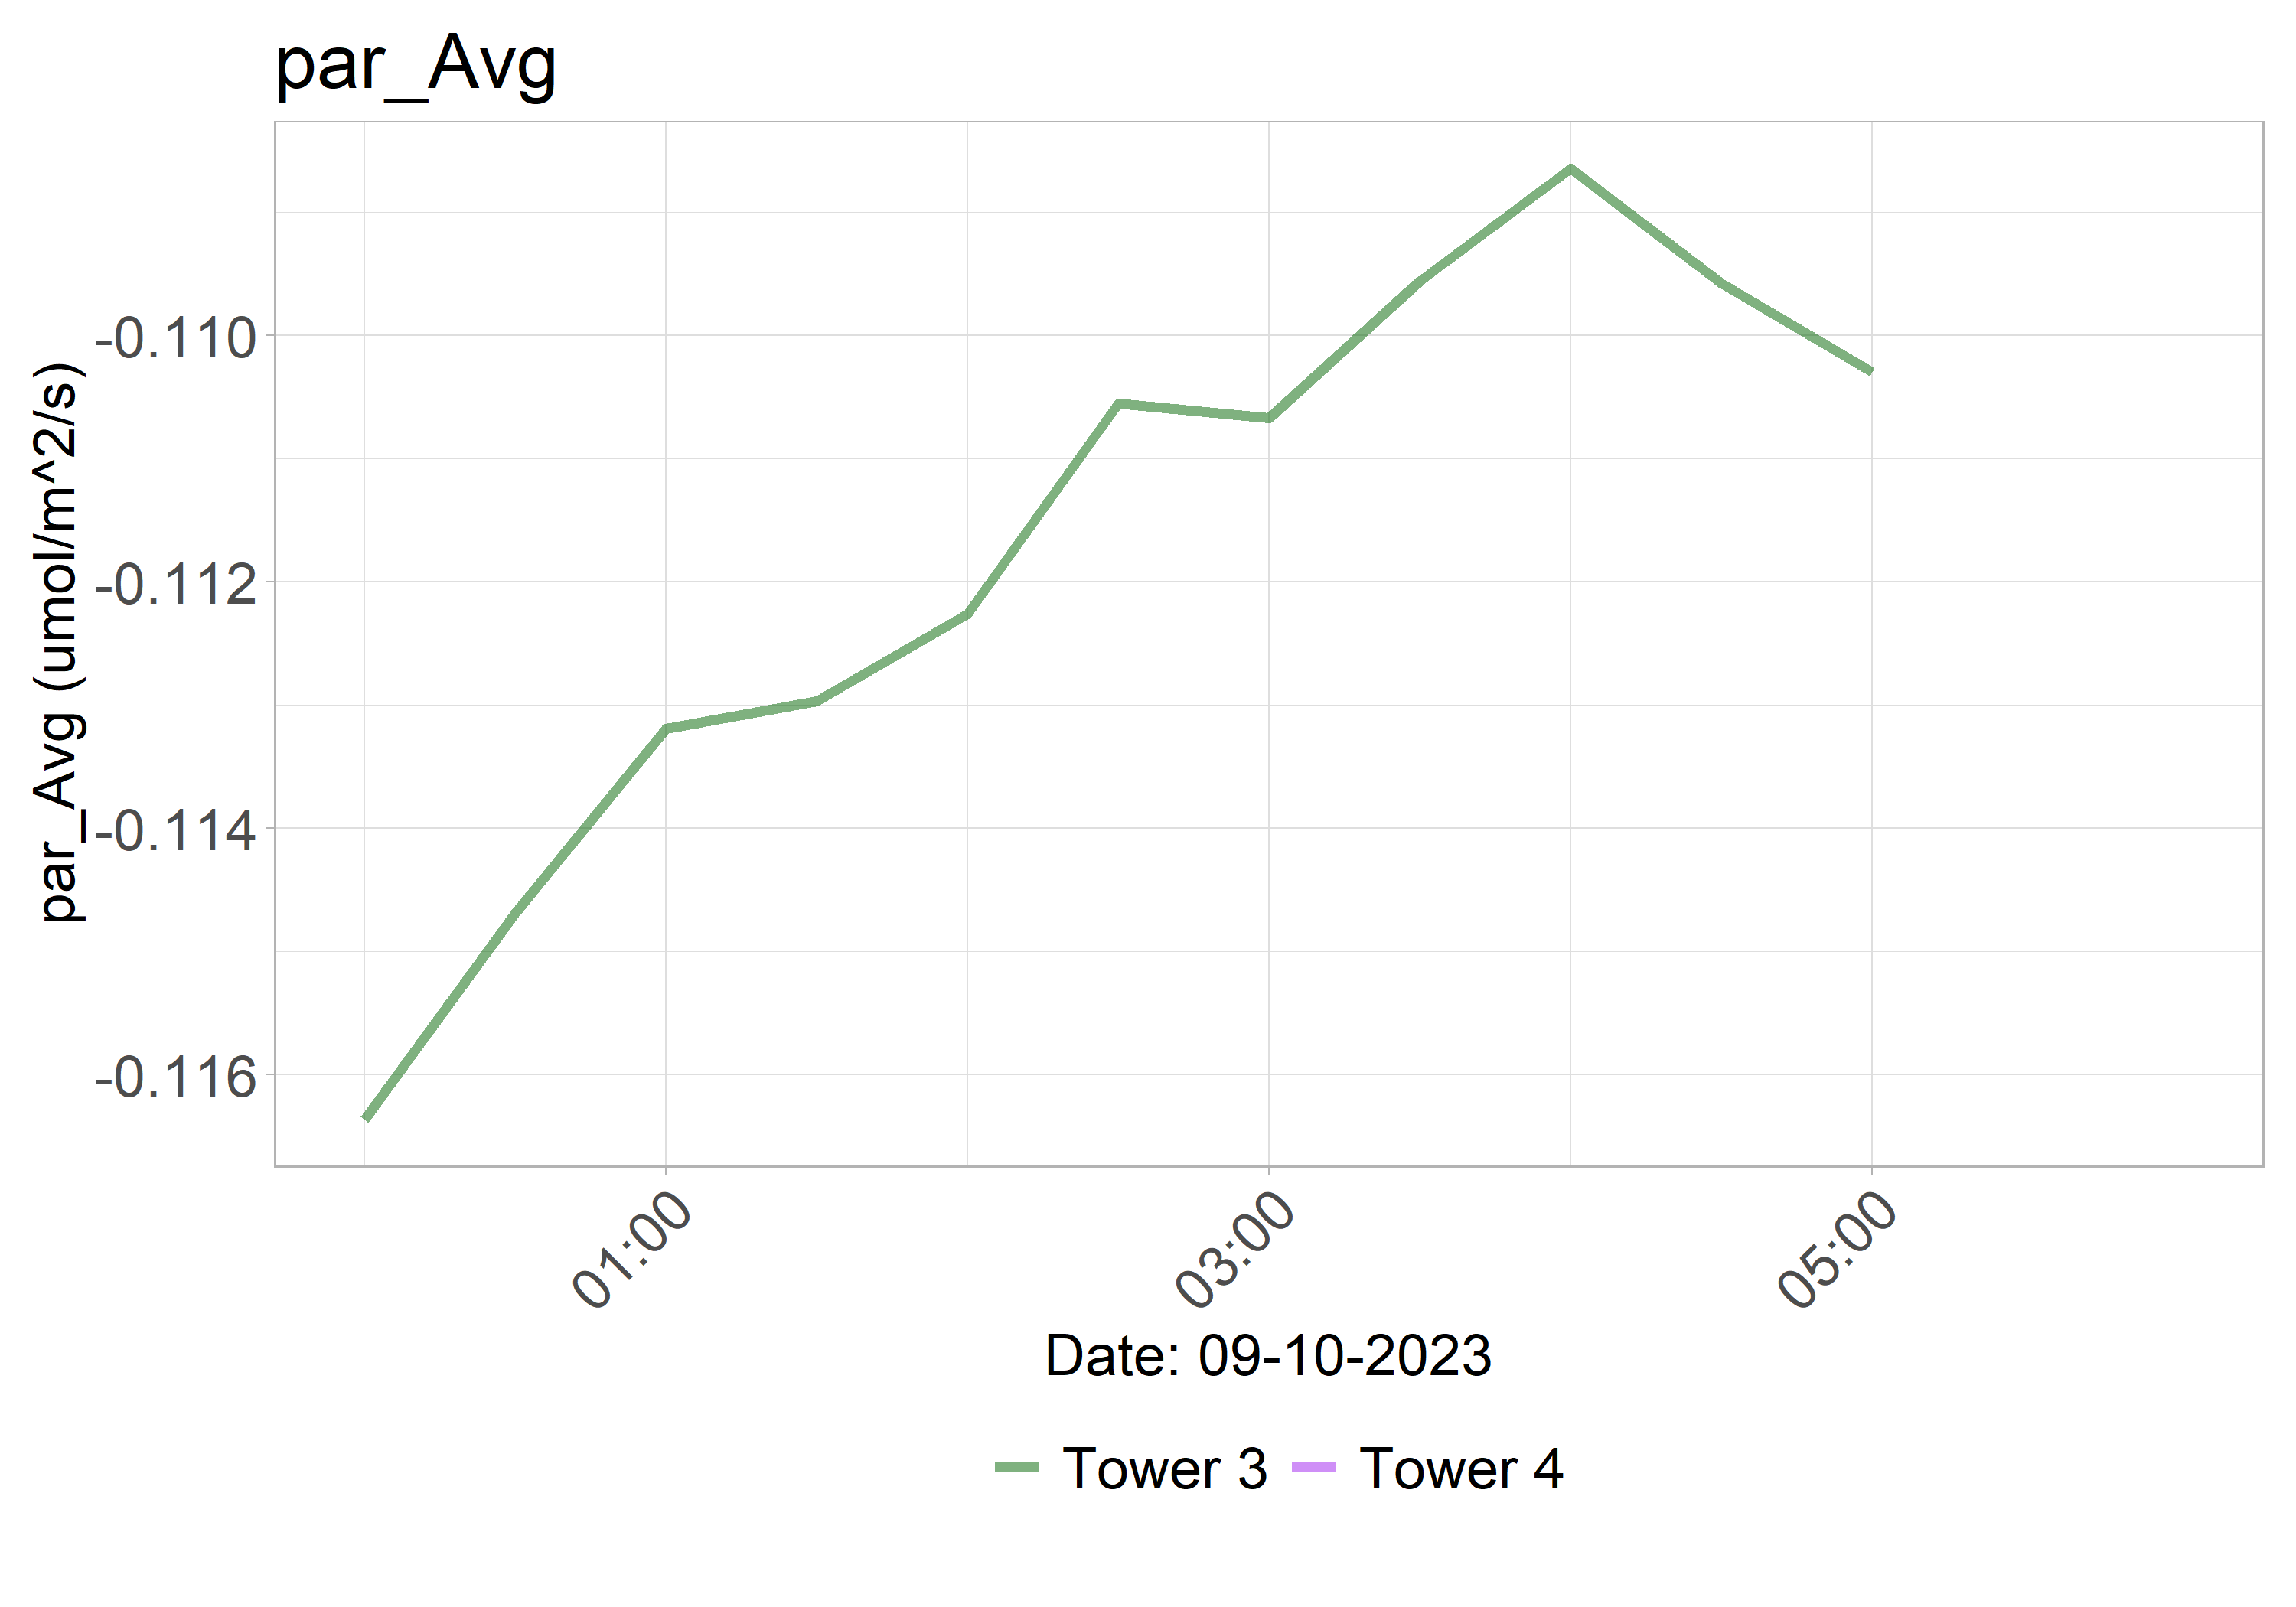 par_Avg
par_Avg (umol/m^2/s)
-0.110
-0.112
-0.114
-0.116
01:00
03:00
05:00
Date: 09-10-2023
Tower 3
Tower 4